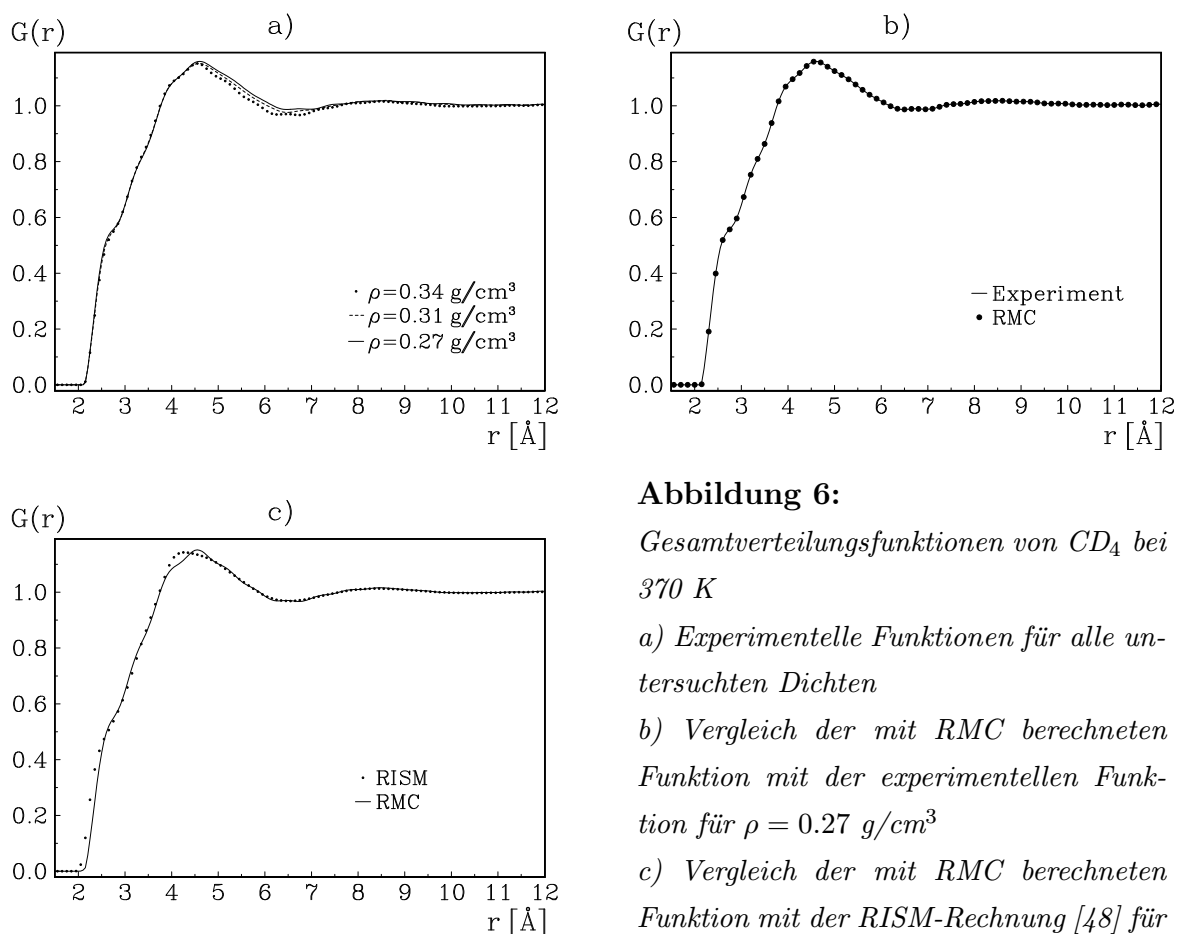 a)
G(r)
1.0
0.8
0.6
0.4
0.2
0.0
· ρ=0.34 g/cm³
--- ρ=0.31 g/cm³
— ρ=0.27 g/cm³
2 3 4 5 6 7 8 9 10 11 12
r [Å]
b)
G(r)
1.0
0.8
0.6
0.4
0.2
0.0
— Experiment
• RMC
2 3 4 5 6 7 8 9 10 11 12
r [Å]
c)
G(r)
1.0
0.8
0.6
0.4
0.2
0.0
· RISM
— RMC
2 3 4 5 6 7 8 9 10 11 12
r [Å]
Abbildung 6:
Gesamtverteilungsfunktionen von CD₄ bei
370 K
a) Experimentelle Funktionen für alle un-
tersuchten Dichten
b) Vergleich der mit RMC berechneten
Funktion mit der experimentellen Funk-
tion für ρ = 0.27 g/cm³
c) Vergleich der mit RMC berechneten
Funktion mit der RISM-Rechnung [48] für